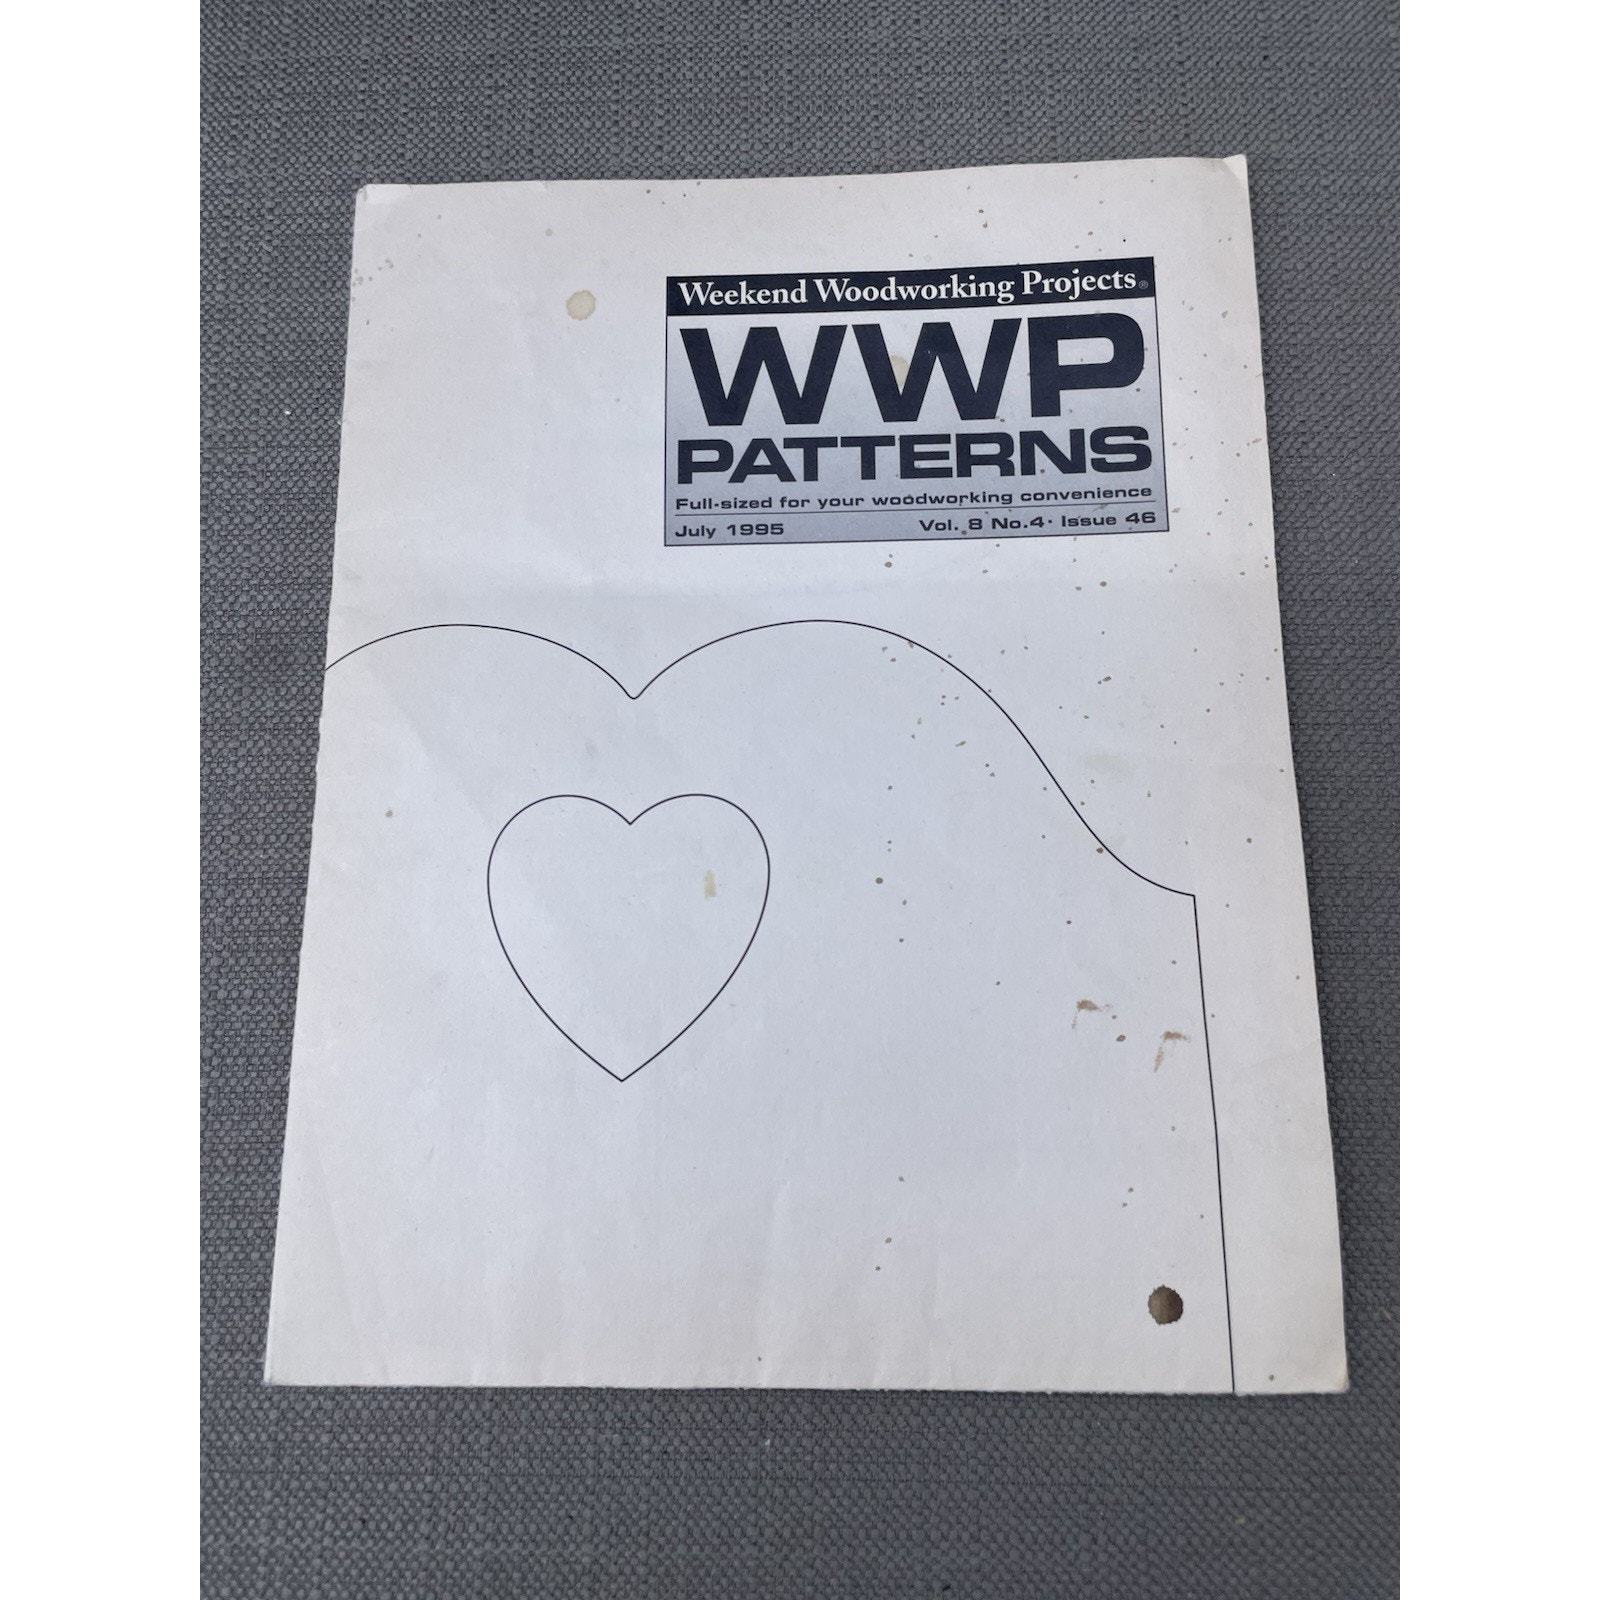 Weekend Woodworking Projects®
WWP
PATTERNS
Full-sized for your woodworking convenience
July 1995 Vol. 8 No.4· Issue 46